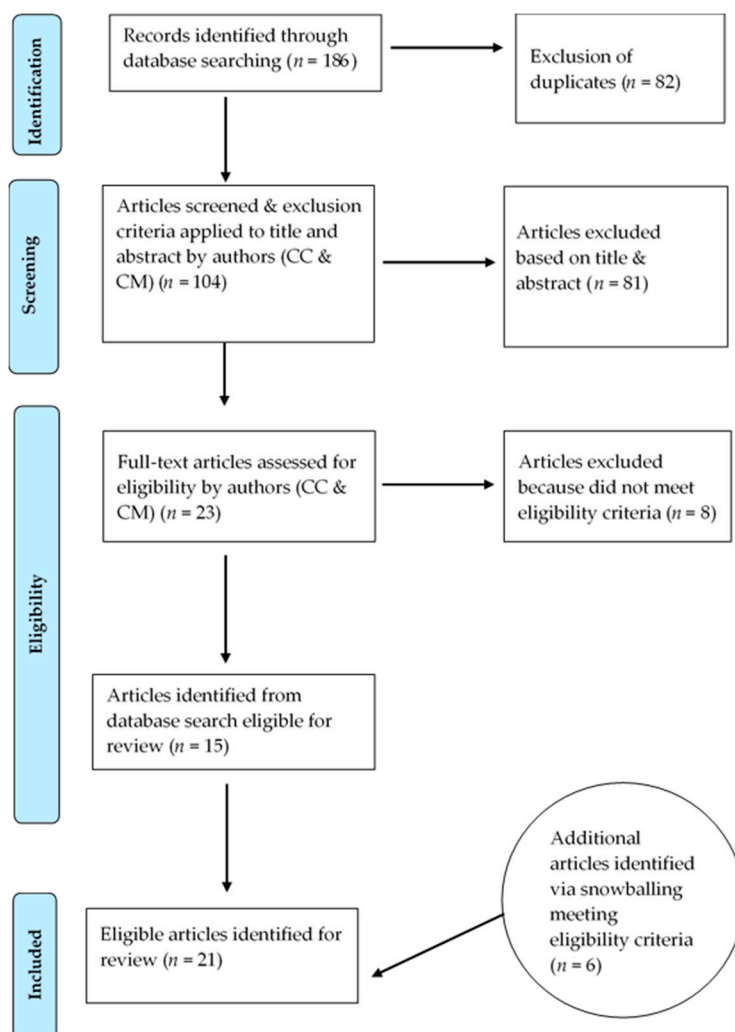 Identification
Records identified through
database searching (n = 186)
Exclusion of
duplicates (n = 82)
Screening
Articles screened & exclusion
criteria applied to title and
abstract by authors (CC &
CM) (n = 104)
Articles excluded
based on title &
abstract (n = 81)
Eligibility
Full-text articles assessed for
eligibility by authors (CC &
CM) (n = 23)
Articles excluded
because did not meet
eligibility criteria (n = 8)
Articles identified from
database search eligible for
review (n = 15)
Included
Eligible articles identified for
review (n = 21)
Additional
articles identified
via snowballing
meeting
eligibility criteria
(n = 6)